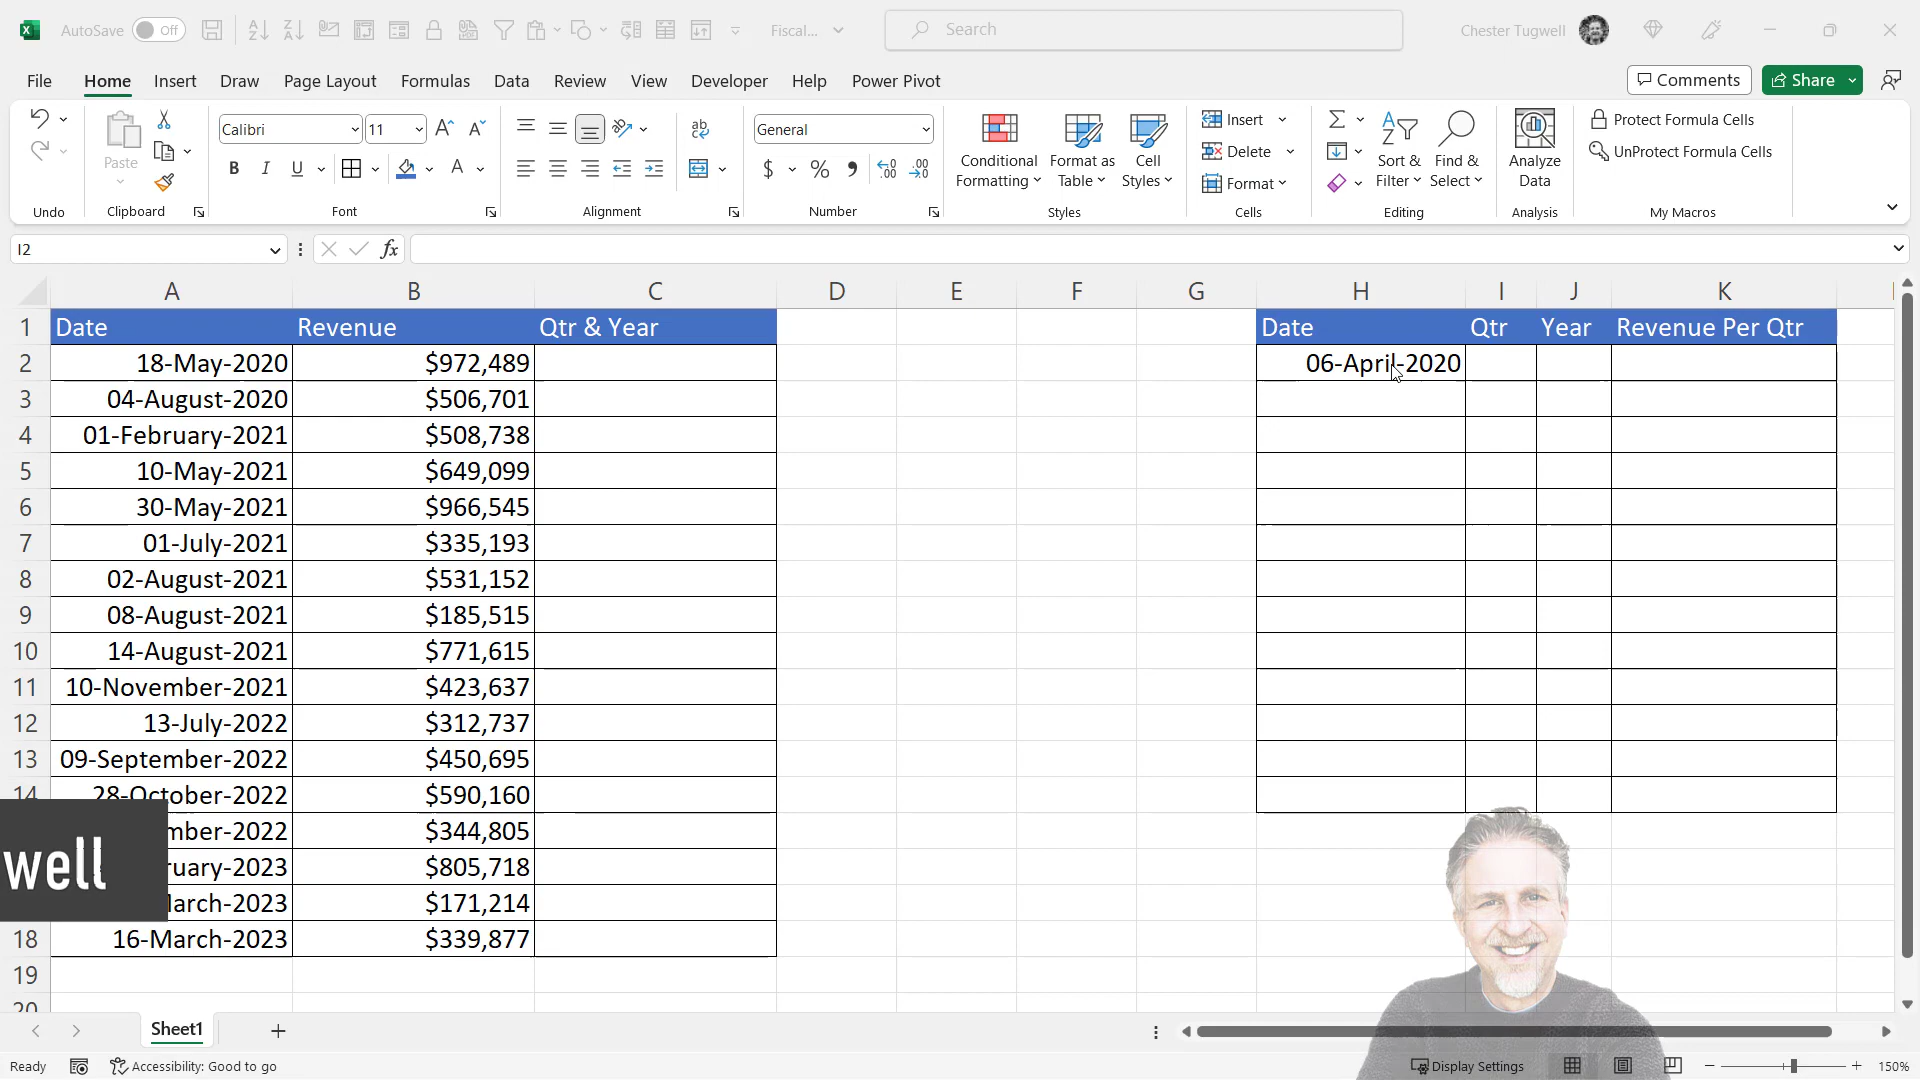 AutoSave Off Fiscal... Search Chester Tugwell
File Home Insert Draw Page Layout Formulas Data Review View Developer Help Power Pivot Comments Share
Paste Calibri 11 General Conditional Formatting Format as Table Cell Styles Insert Delete Format Sort & Filter Find & Select Analyze Data Protect Formula Cells UnProtect Formula Cells
Undo Clipboard Font Alignment Number Styles Cells Editing Analysis My Macros
I2 fx
A B C D E F G H I J K
1 Date Revenue Qtr & Year Date Qtr Year Revenue Per Qtr
2 18-May-2020 $972,489 06-April-2020
3 04-August-2020 $506,701
4 01-February-2021 $508,738
5 10-May-2021 $649,099
6 30-May-2021 $966,545
7 01-July-2021 $335,193
8 02-August-2021 $531,152
9 08-August-2021 $185,515
10 14-August-2021 $771,615
11 10-November-2021 $423,637
12 13-July-2022 $312,737
13 09-September-2022 $450,695
14 28-October-2022 $590,160
mber-2022 $344,805
well ruary-2023 $805,718
arch-2023 $171,214
18 16-March-2023 $339,877
19
20
Sheet1
Ready Accessibility: Good to go Display Settings 150%